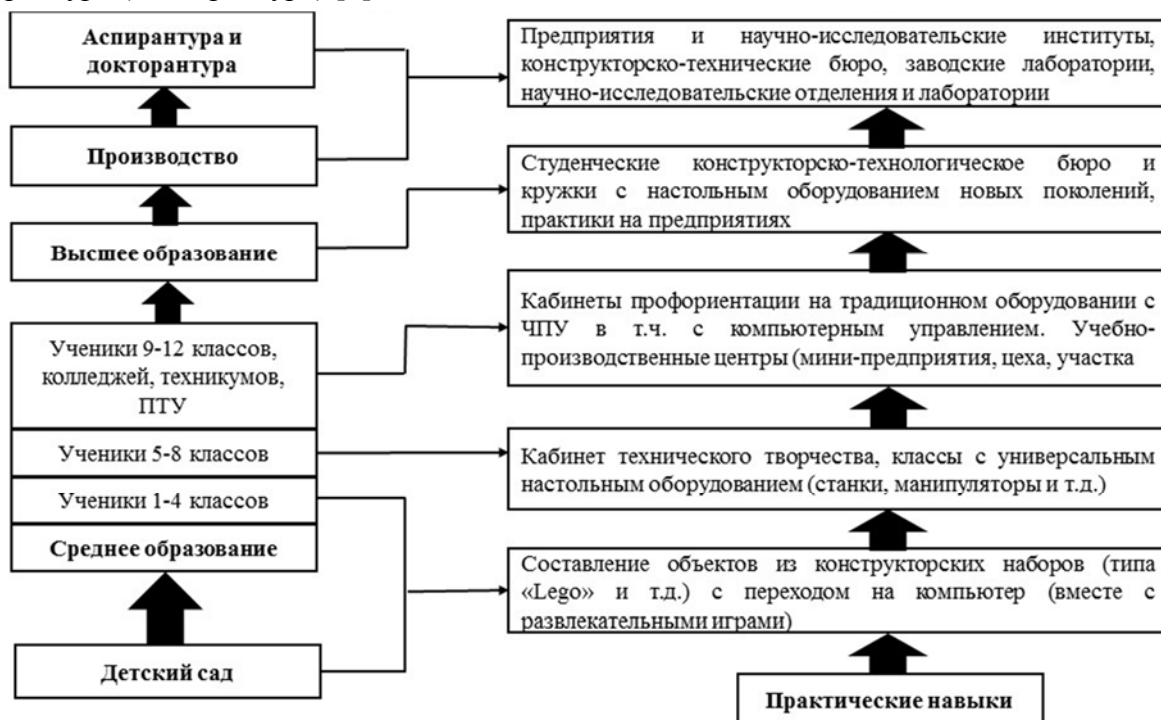 Аспирантура и
докторантура
Производство
Высшее образование
Ученики 9-12 классов,
колледжей, техникумов,
ПТУ
Ученики 5-8 классов
Ученики 1-4 классов
Среднее образование
Детский сад
Предприятия и научно-исследовательские институты,
конструкторско-технические бюро, заводские лаборатории,
научно-исследовательские отделения и лаборатории
Студенческие конструкторско-технологическое бюро и
кружки с настольным оборудованием новых поколений,
практики на предприятиях
Кабинеты профориентации на традиционном оборудовании с
ЧПУ в т.ч. с компьютерным управлением. Учебно-
производственные центры (мини-предприятия, цеха, участка
Кабинет технического творчества, классы с универсальным
настольным оборудованием (станки, манипуляторы и т.д.)
Составление объектов из конструкторских наборов (типа
«Lego» и т.д.) с переходом на компьютер (вместе с
развлекательными играми)
Практические навыки